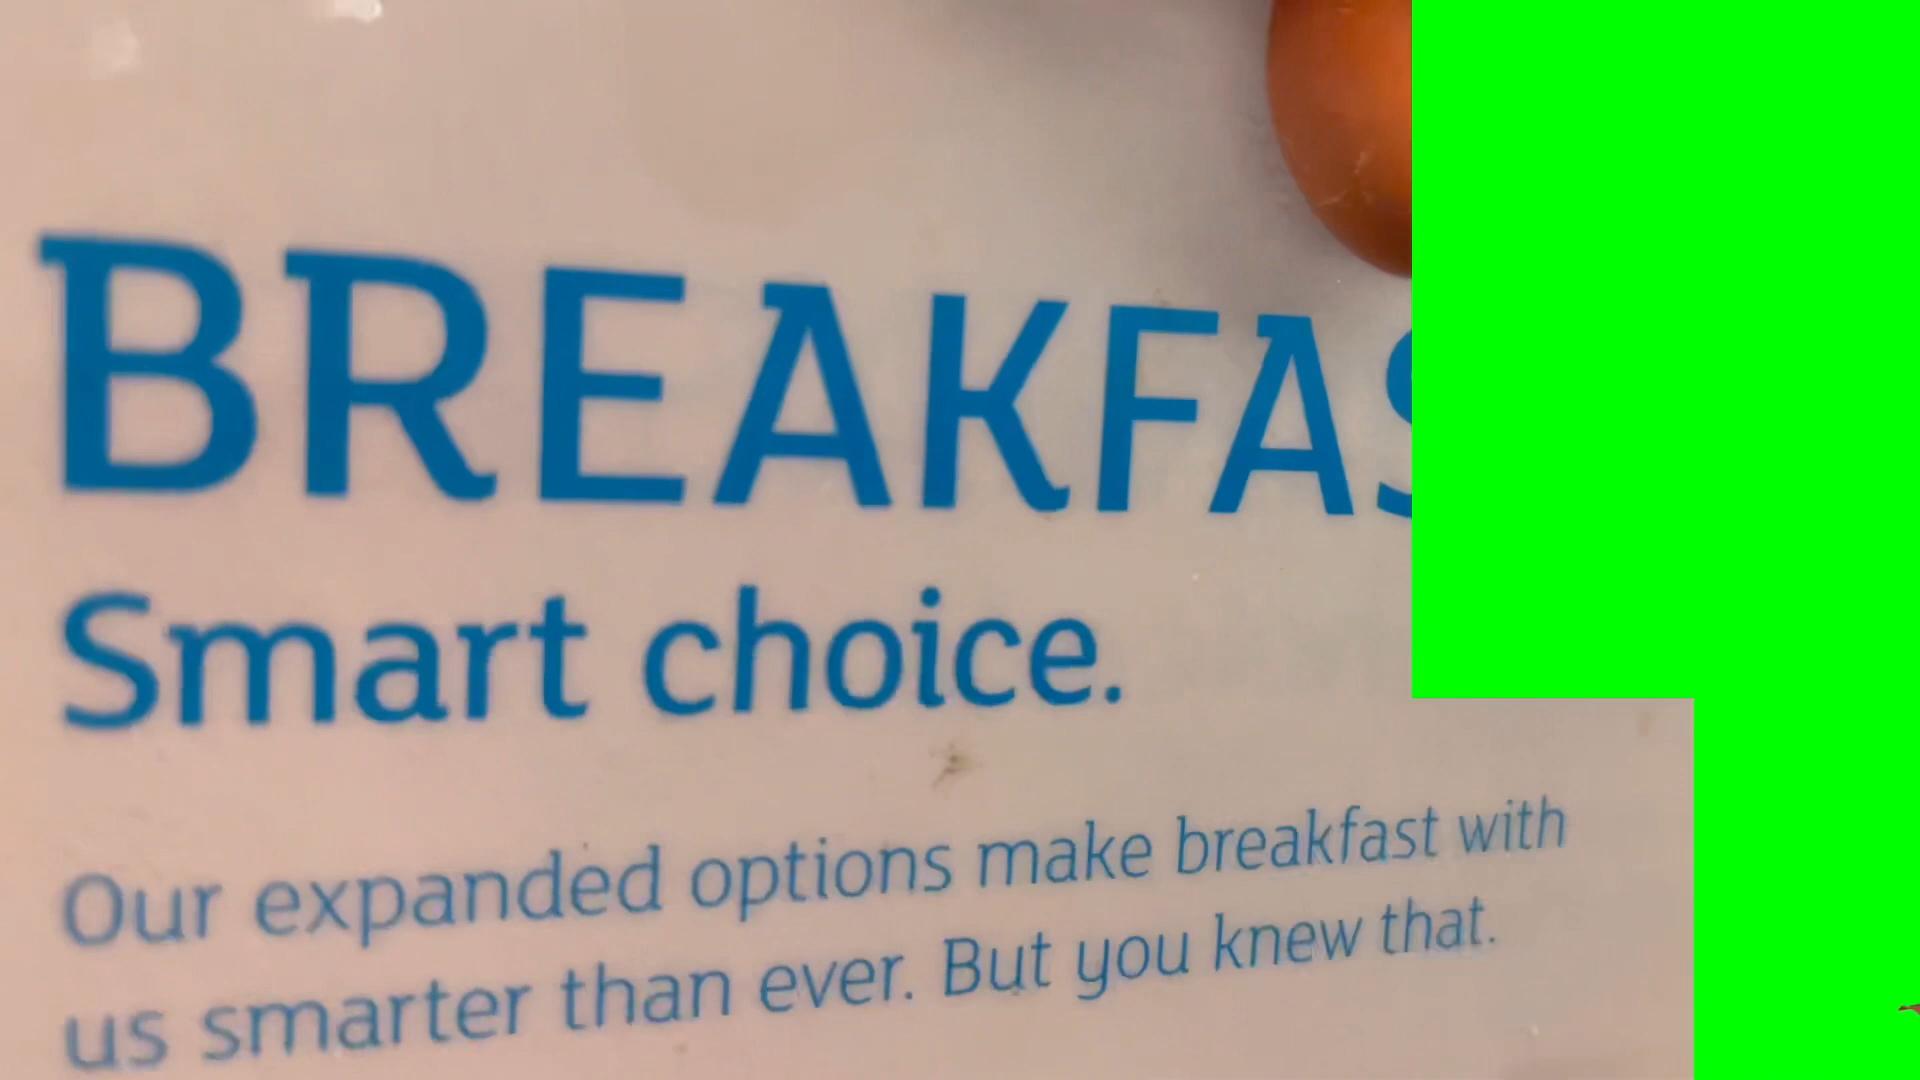 BREAKFAS
Smart choice.
Our expanded options make breakfast with
us smarter than ever. But you knew that.